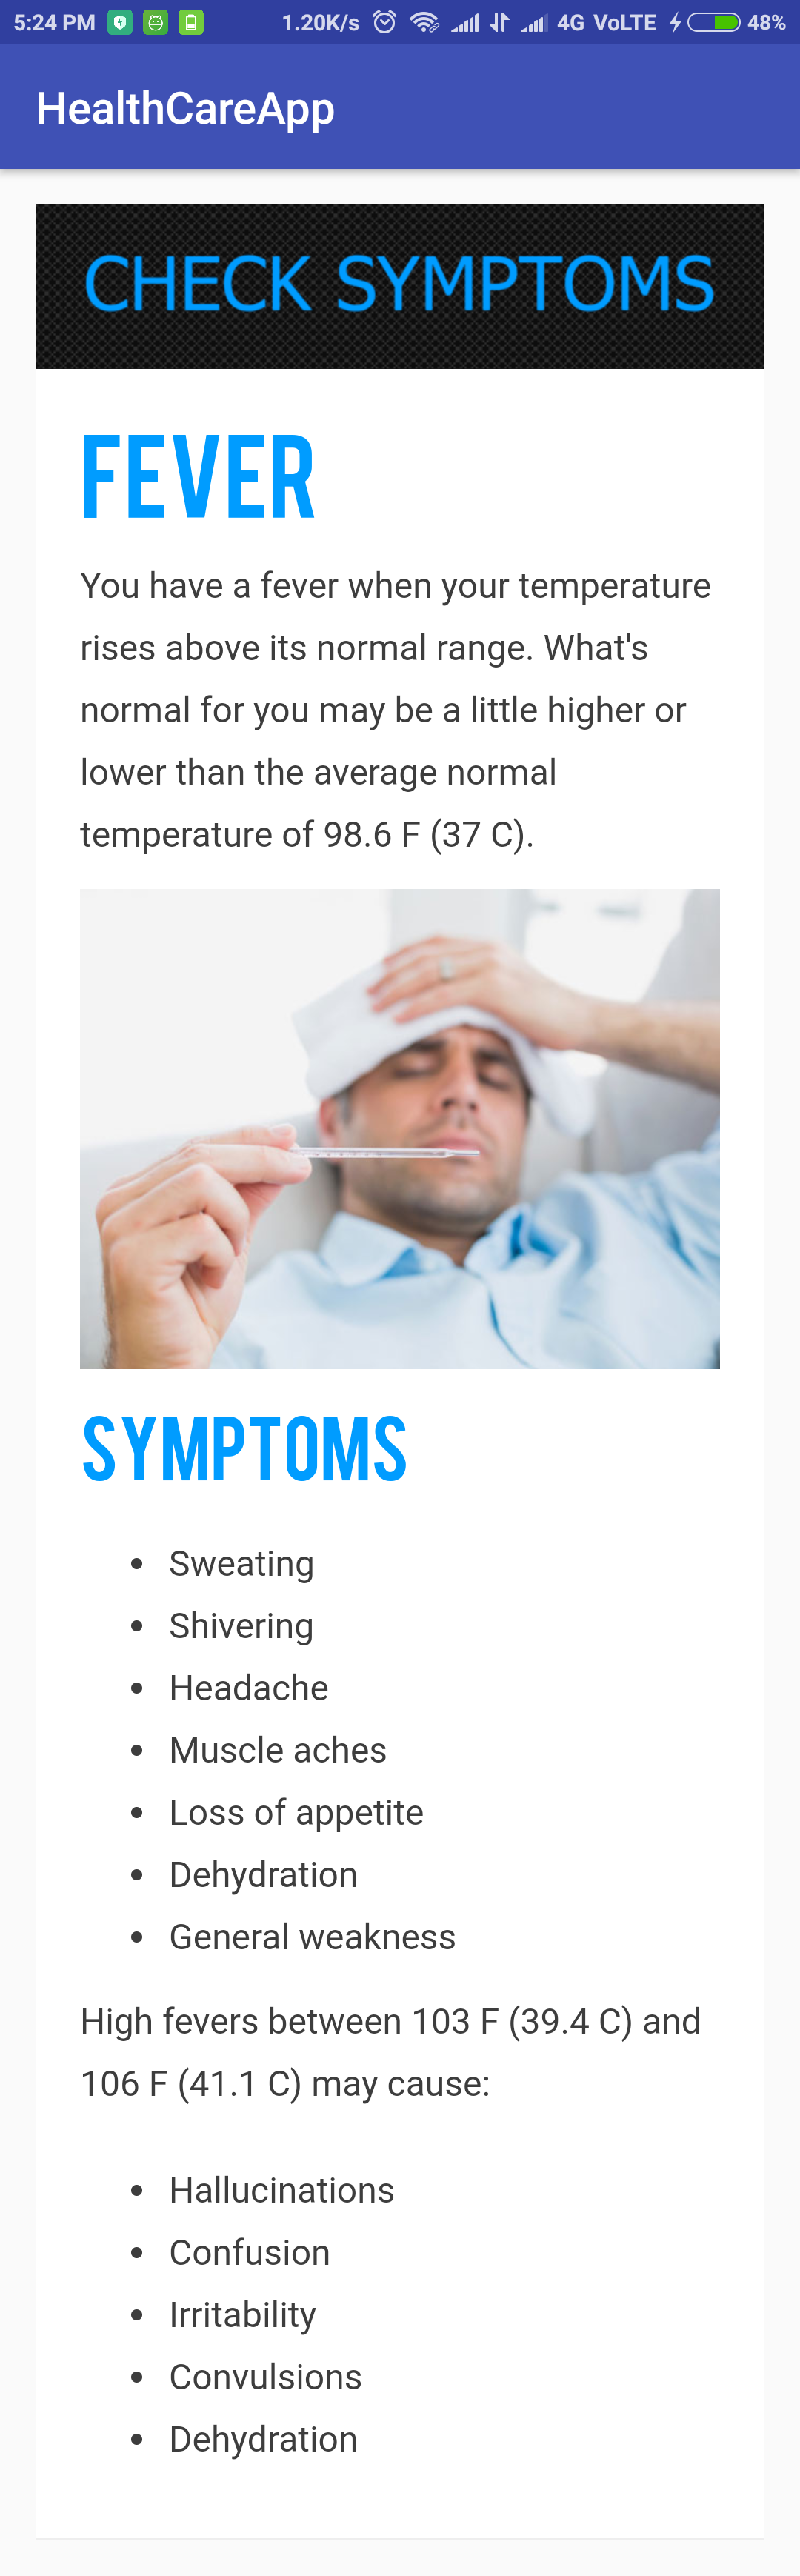 5:24 PM 1.20K/s 4G VoLTE 48%
HealthCareApp
CHECK SYMPTOMS
FEVER
You have a fever when your temperature
rises above its normal range. What's
normal for you may be a little higher or
lower than the average normal
temperature of 98.6 F (37 C).
SYMPTOMS
• Sweating
• Shivering
• Headache
• Muscle aches
• Loss of appetite
• Dehydration
• General weakness
High fevers between 103 F (39.4 C) and
106 F (41.1 C) may cause:
• Hallucinations
• Confusion
• Irritability
• Convulsions
• Dehydration